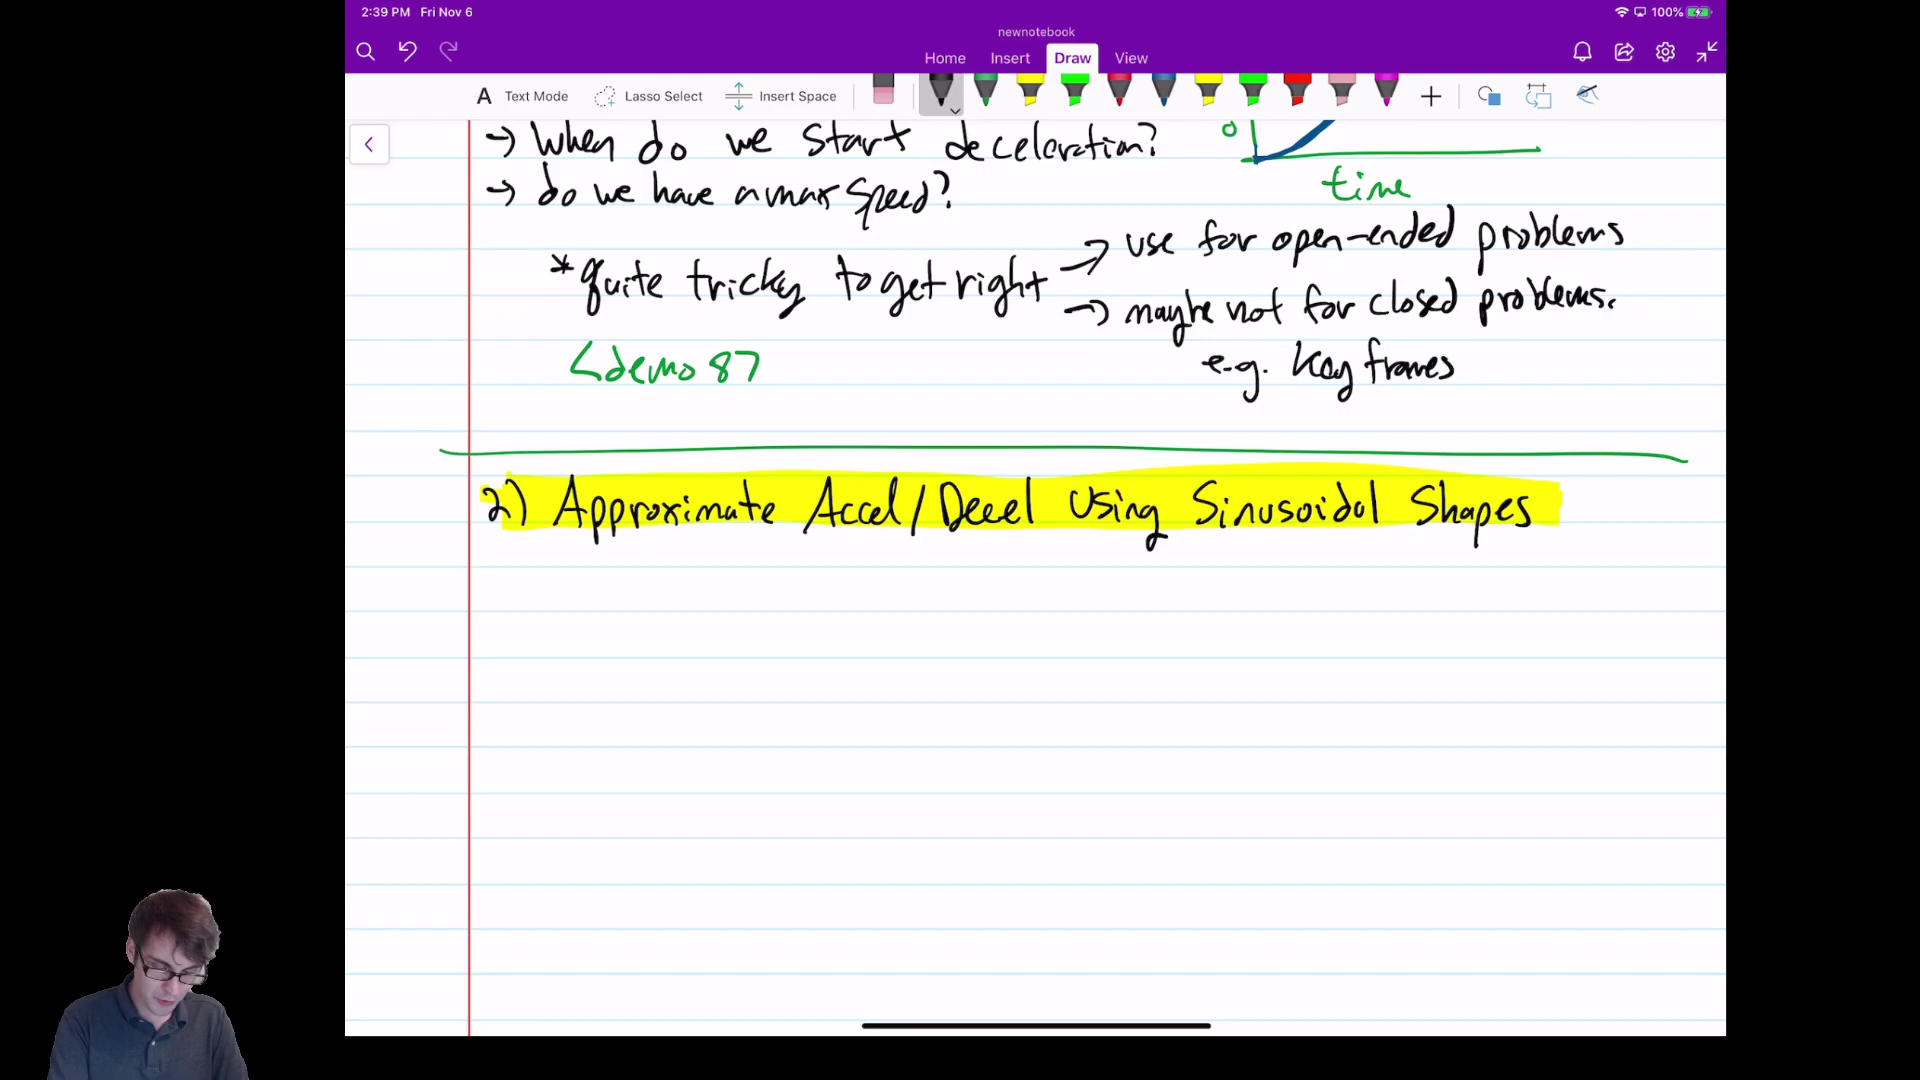 2:39 PM Fri Nov 6
100%
newnotebook
Home Insert Draw View
Text Mode Lasso Select Insert Space
→ When do we start deceleration?
→ do we have a max speed?
0
time
*quite tricky to get right
→ use for open-ended problems
→ maybe not for closed problems.
e.g. Key frames
<demo 87
2) Approximate Accel/Decel Using Sinusoidal Shapes